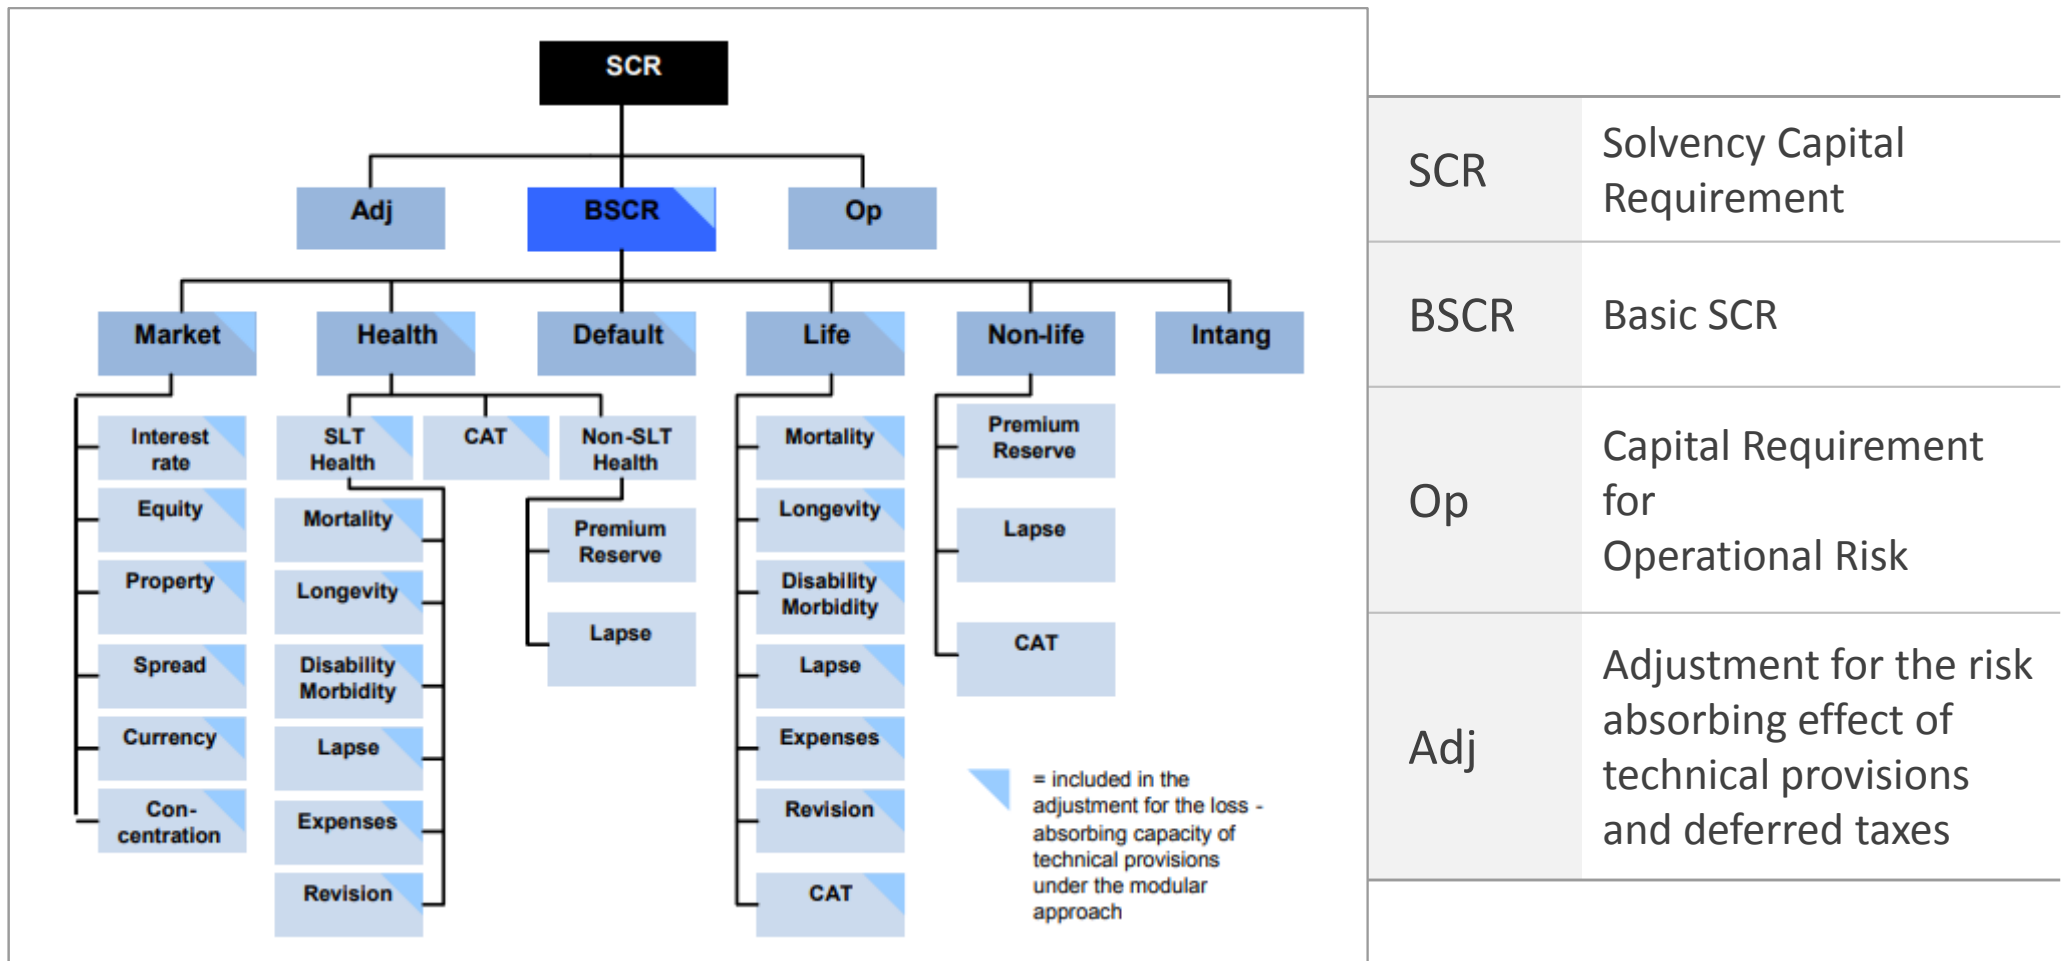 SCR
Adj
BSCR
Op
Market
Health
Default
Life
Non-life
Intang
Interest
rate
Equity
Property
Spread
Currency
Con-
centration
SLT
Health
CAT
Non-SLT
Health
Mortality
Longevity
Disability
Morbidity
Lapse
Expenses
Revision
Premium
Reserve
Lapse
Mortality
Longevity
Disability
Morbidity
Lapse
Expenses
Revision
CAT
Premium
Reserve
Lapse
CAT
= included in the
adjustment for the loss -
absorbing capacity of
technical provisions
under the modular
approach
SCR
Solvency Capital
Requirement
BSCR
Basic SCR
Op
Capital Requirement
for
Operational Risk
Adj
Adjustment for the risk
absorbing effect of
technical provisions
and deferred taxes